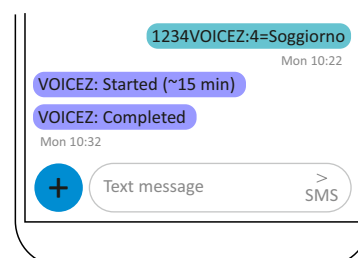 1234VOICEZ:4=Soggiorno
Mon 10:22
VOICEZ: Started (~15 min)
VOICEZ: Completed
Mon 10:32
+
Text message
>
SMS